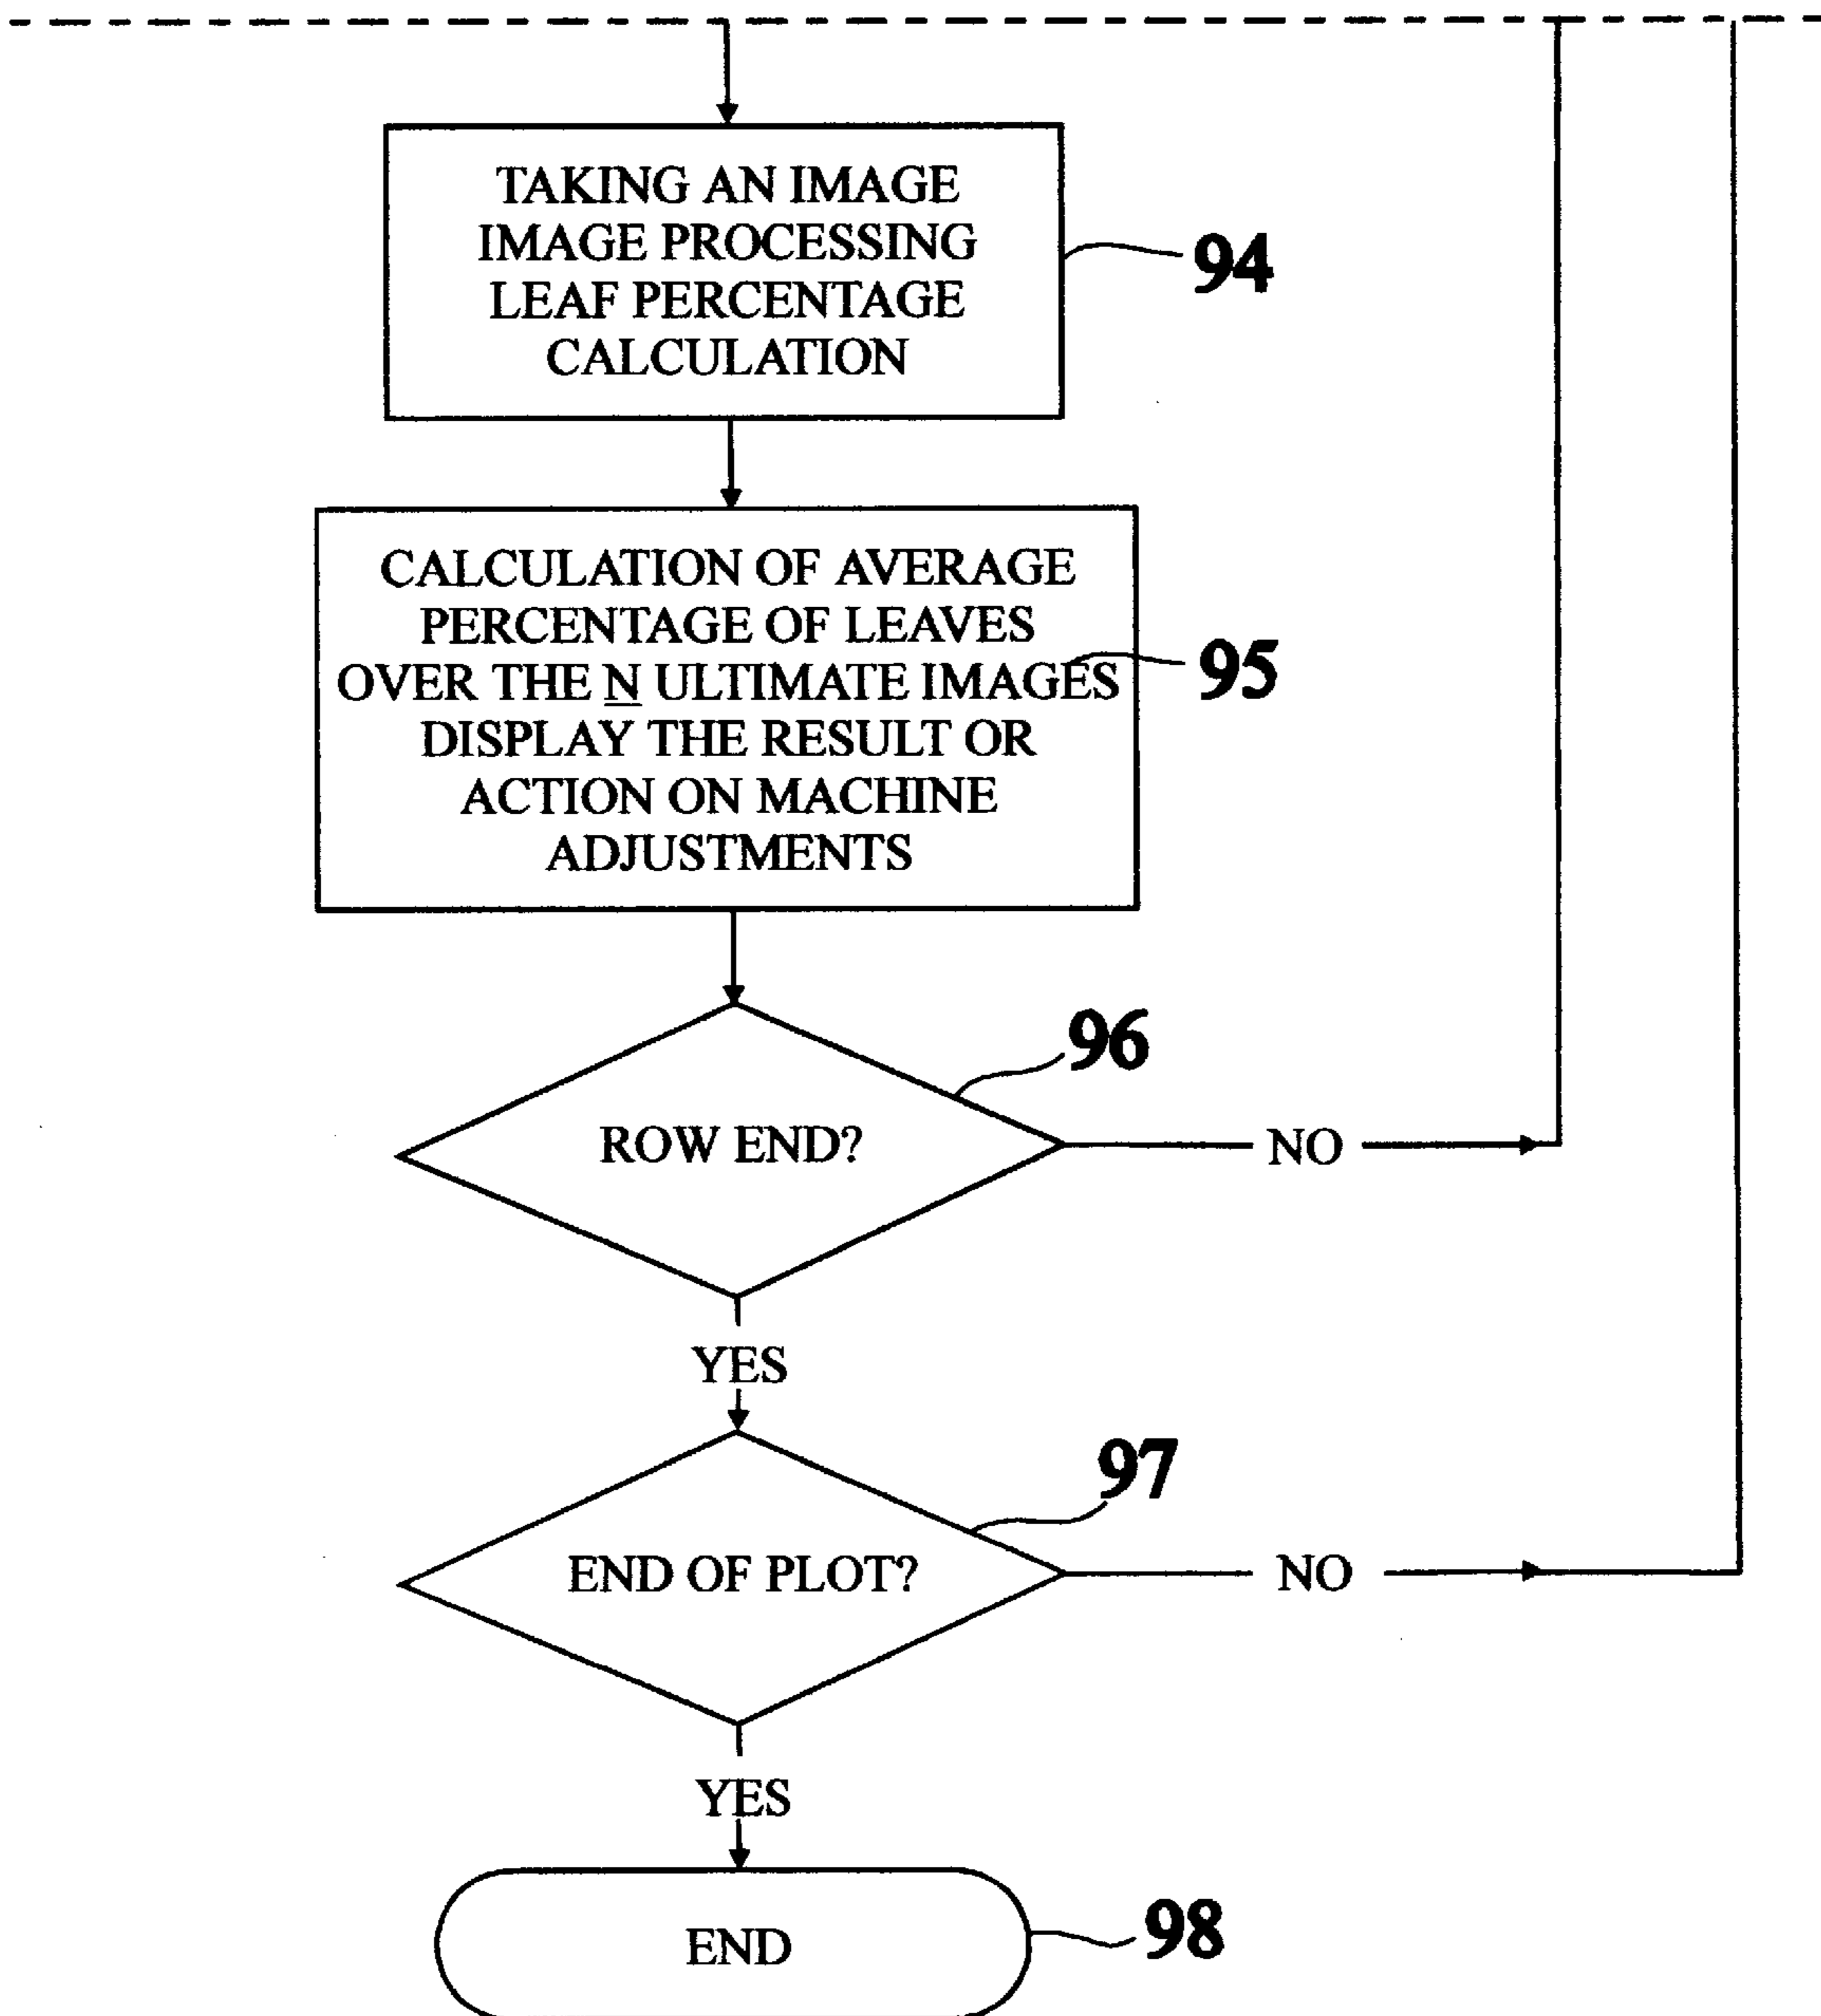 TAKING AN IMAGE
IMAGE PROCESSING
LEAF PERCENTAGE
CALCULATION
94
CALCULATION OF AVERAGE
PERCENTAGE OF LEAVES
OVER THE N ULTIMATE IMAGES
DISPLAY THE RESULT OR
ACTION ON MACHINE
ADJUSTMENTS
95
96
ROW END?
NO
YES
97
END OF PLOT?
NO
YES
END
98